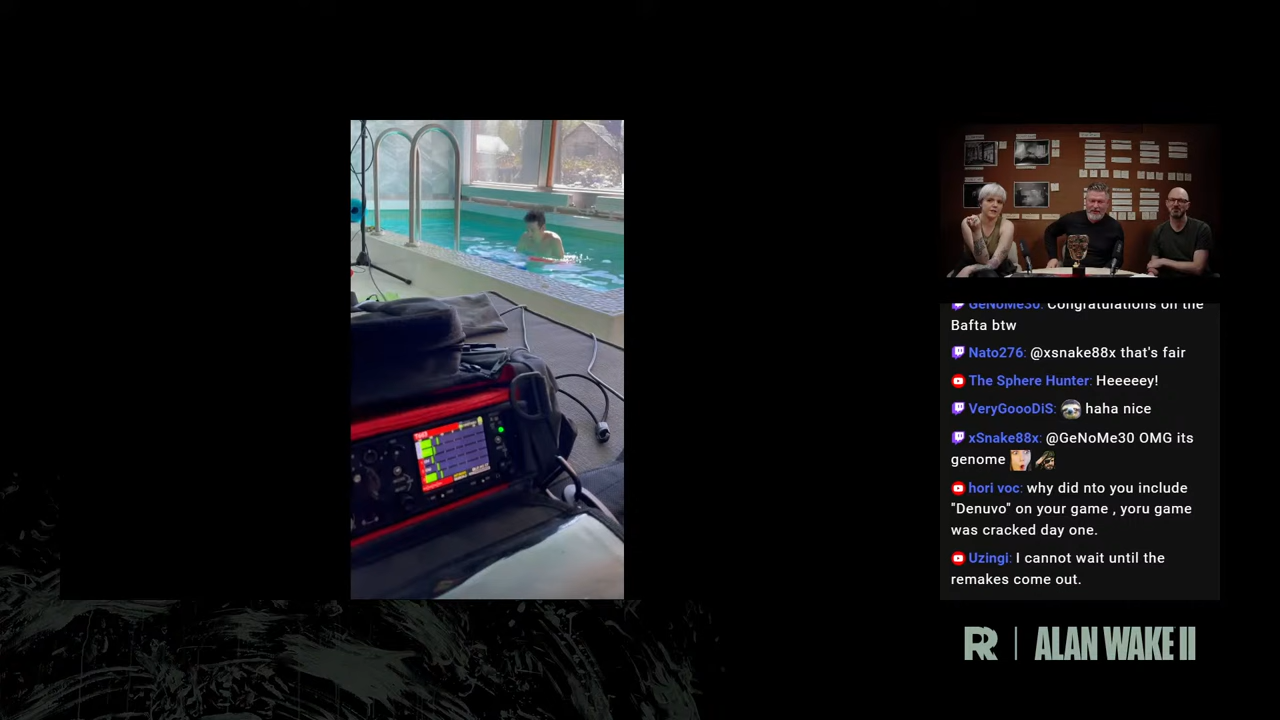 GeNoMe30: Congratulations on the
Bafta btw
Nato276: @xsnake88x that's fair
The Sphere Hunter: Heeeeey!
VeryGoooDiS: haha nice
xSnake88x: @GeNoMe30 OMG its
genome
hori voc: why did nto you include
"Denuvo" on your game , yoru game
was cracked day one.
Uzingi: I cannot wait until the
remakes come out.
R | ALAN WAKE II